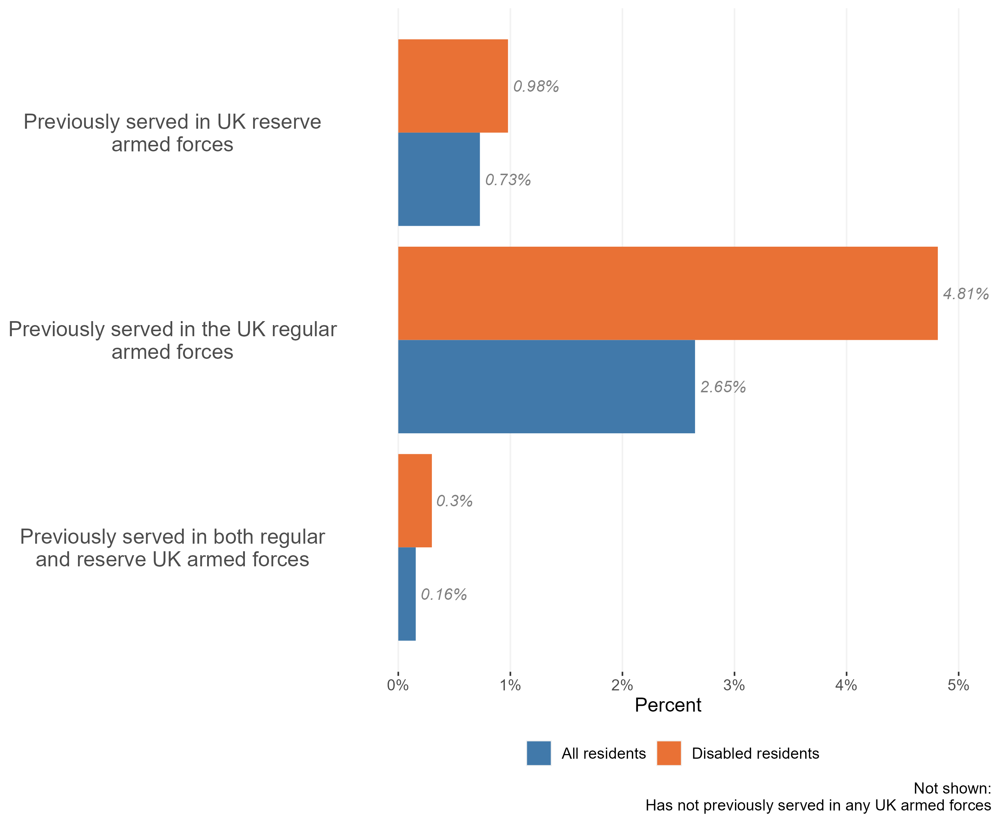 0.98%
Previously served in UK reserve
armed forces
0.73%
4.81%
Previously served in the UK regular
armed forces
2.65%
0.3%
Previously served in both regular
and reserve UK armed forces
0.16%
0% 1% 2% 3% 4% 5%
Percent
All residents Disabled residents
Not shown:
Has not previously served in any UK armed forces